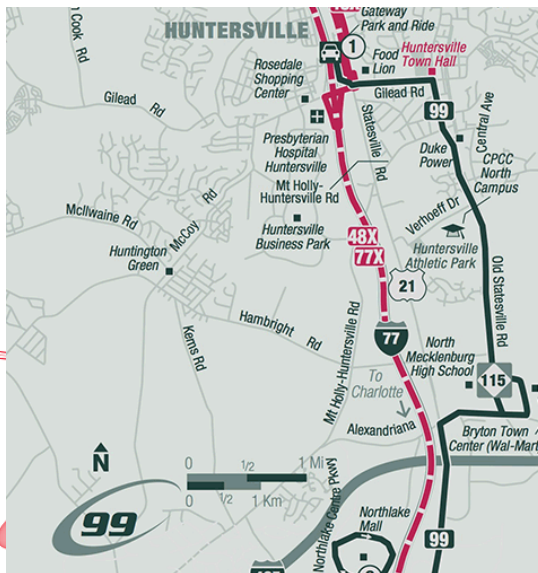 48X
Gateway
Park and Ride
HUNTERSVILLE
1
Huntersville
Town Hall
Food
Lion
Rosedale
Shopping
Center
Cook Rd
Gilead Rd
Gilead Rd
99
Central Ave
Statesville Rd
Duke
Power
CPCC
North
Campus
Presbyterian
Hospital
Huntersville
Mt Holly-
Huntersville Rd
McCoy Rd
McIlwaine Rd
Verhoeff Dr
Huntersville
Business Park
48X
77X
Huntersville
Athletic Park
Huntington
Green
21
Old Statesville Rd
Hambright Rd
Kerns Rd
Mt Holly-Huntersville Rd
77
North
Mecklenburg
High School
115
To
Charlotte
Alexandriana
Bryton Town
Center (Wal-Mart
N
0 1/2 1 Mi
0 1/2 1 Km
Northlake Centre Pkwy
99
Northlake
Mall
99